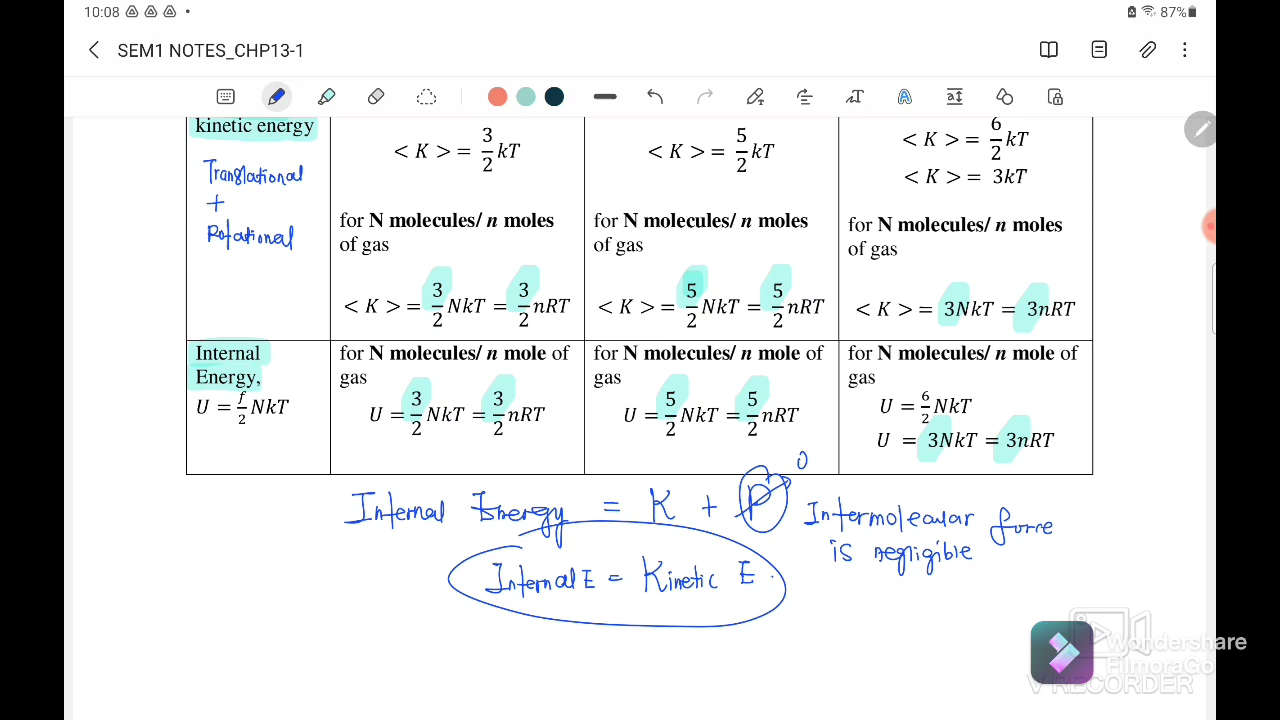 10:08
87%
SEM1 NOTES_CHP13-1
kinetic energy
Translational
+
Rotational
< K > = 3/2 kT
for N molecules/ n moles
of gas
< K > = 3/2 NkT = 3/2 nRT
< K > = 5/2 kT
for N molecules/ n moles
of gas
< K > = 5/2 NkT = 5/2 nRT
< K > = 6/2 kT
< K > = 3kT
for N molecules/ n moles
of gas
< K > = 3NkT = 3nRT
Internal
Energy,
U = f/2 NkT
for N molecules/ n mole of
gas
U = 3/2 NkT = 3/2 nRT
for N molecules/ n mole of
gas
U = 5/2 NkT = 5/2 nRT
for N molecules/ n mole of
gas
U = 6/2 NkT
U = 3NkT = 3nRT
Internal Energy = K + P 0
Intermolecular force
is negligible
Internal E = Kinetic E.
Wondershare
FilmoraGo
V RECORDER